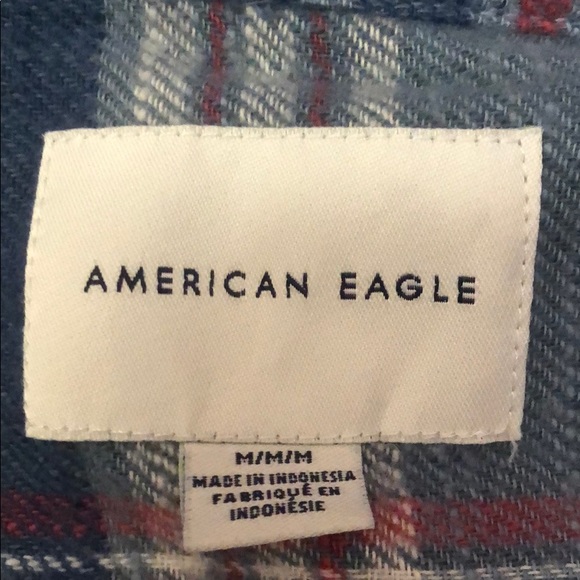 AMERICAN EAGLE
M/M/M
MADE IN INDONESIA
FABRIQUÉ EN
INDONÉSIE